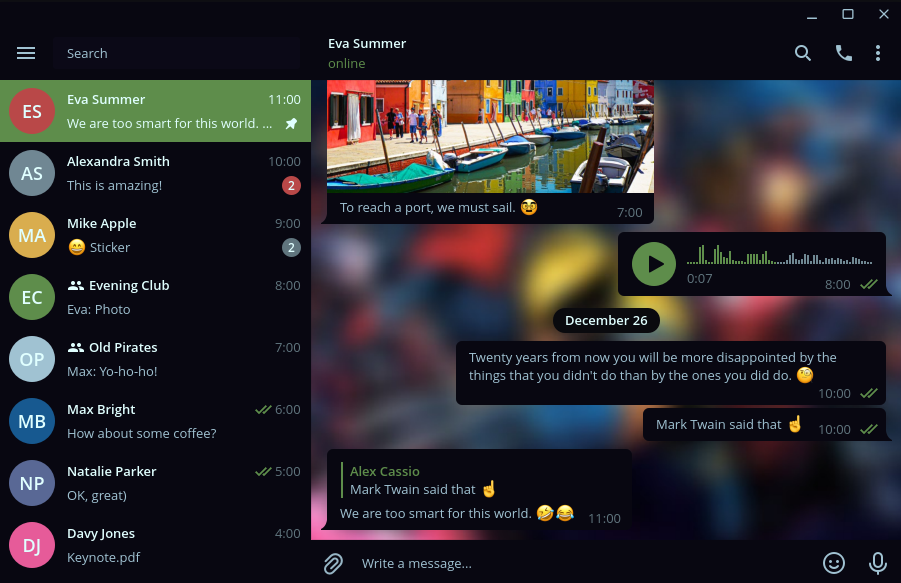 Search
ES
Eva Summer
11:00
We are too smart for this world. ...
AS
Alexandra Smith
10:00
This is amazing!
2
MA
Mike Apple
9:00
😄 Sticker
2
EC
Evening Club
8:00
Eva: Photo
OP
Old Pirates
7:00
Max: Yo-ho-ho!
MB
Max Bright
6:00
How about some coffee?
NP
Natalie Parker
5:00
OK, great)
DJ
Davy Jones
4:00
Keynote.pdf
Eva Summer
online
To reach a port, we must sail. 🥸
7:00
0:07
8:00
December 26
Twenty years from now you will be more disappointed by the
things that you didn't do than by the ones you did do. 🧐
10:00
Mark Twain said that ☝
10:00
Alex Cassio
Mark Twain said that ☝
We are too smart for this world. 🤣😂
11:00
Write a message...